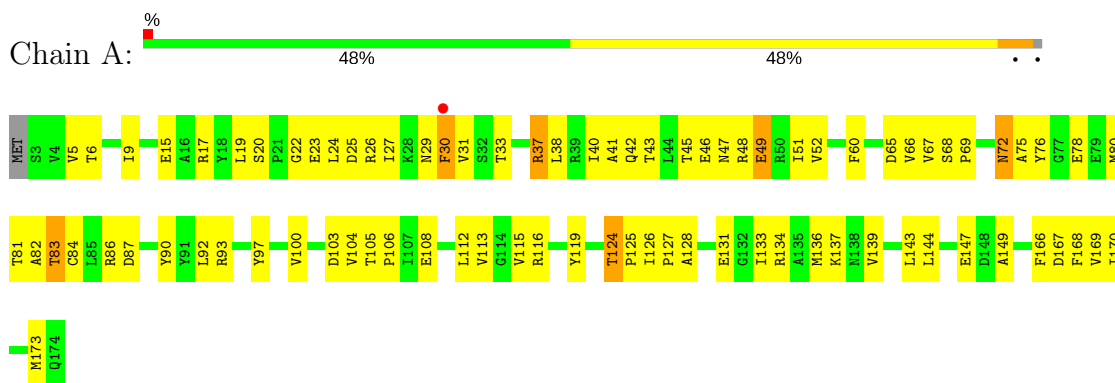 %
Chain A:
48% 48% . .
MET S3 V4 V5 T6 I9 E15 A16 R17 Y18 L19 S20 P21 G22 E23 L24 D25 R26 I27 K28 N29 F30 V31 S32 T33 R37 L38 R39 I40 A41 Q42 T43 L44 T45 E46 N47 R48 E49 R50 I51 V52 F60 D65 V66 V67 S68 P69 N72 A75 Y76 G77 E78 E79 M80
T81 A82 T83 C84 L85 R86 D87 Y90 Y91 L92 R93 Y97 V100 D103 V104 T105 P106 I107 E108 L112 V113 G114 V115 R116 Y119 T124 P125 I126 P127 A128 E131 G132 I133 R134 A135 M136 K137 N138 V139 L143 L144 E147 D148 A149 F166 D167 F168 V169 I170
M173 Q174